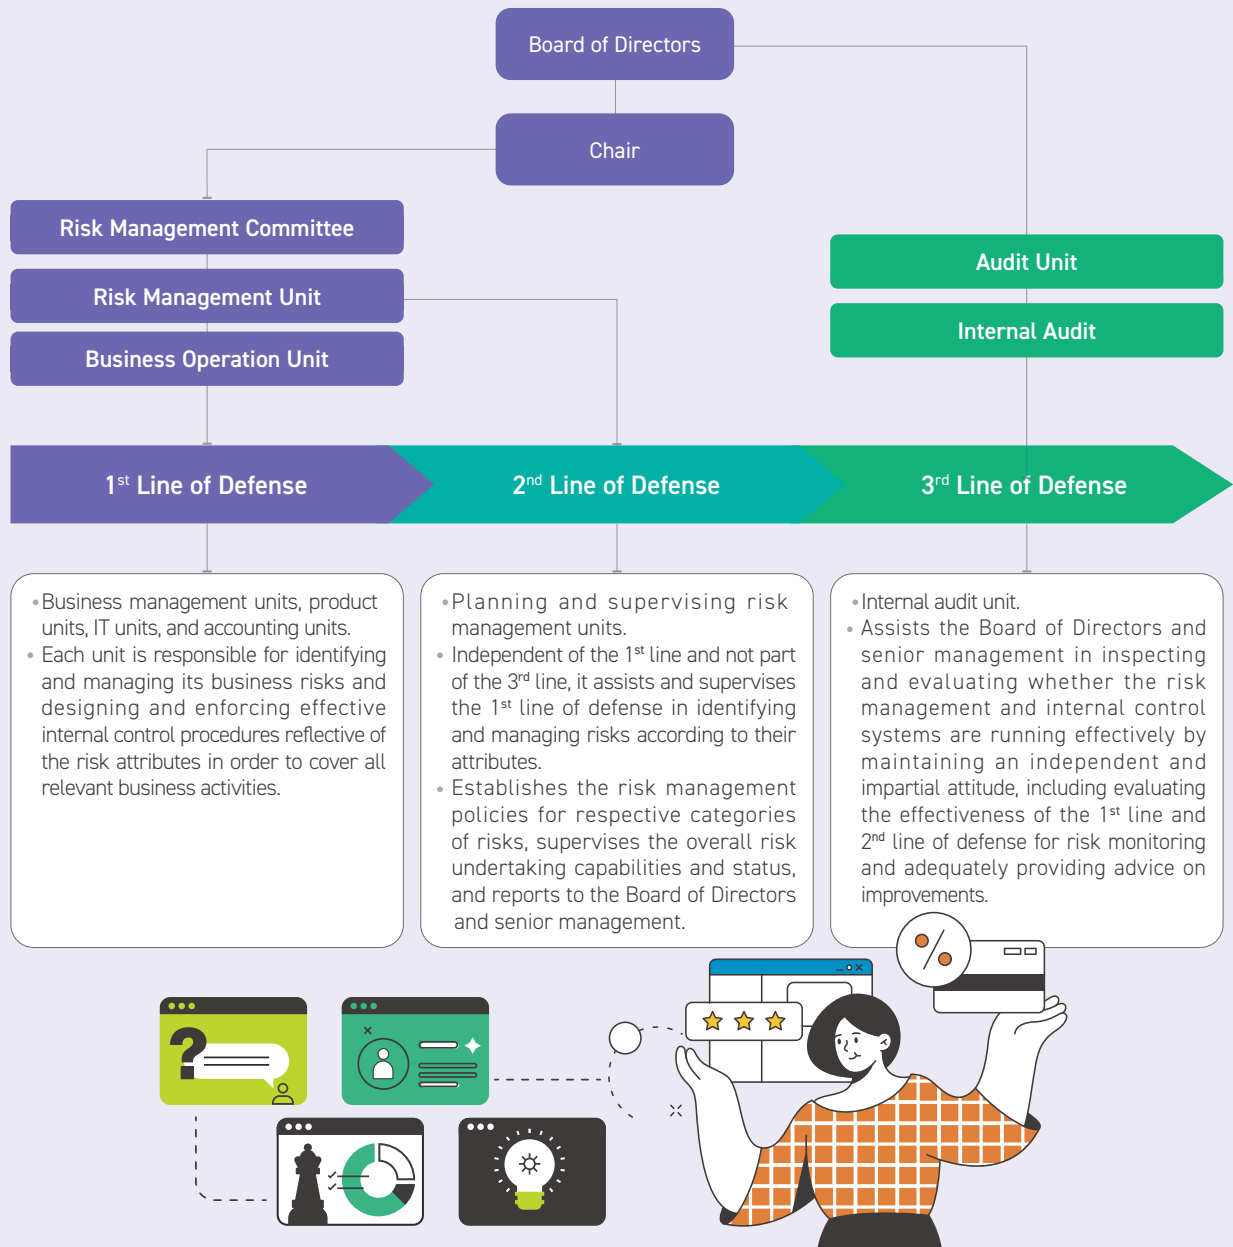 Board of Directors
Chair
Risk Management Committee
Risk Management Unit
Business Operation Unit
Audit Unit
Internal Audit
1st Line of Defense
2nd Line of Defense
3rd Line of Defense
•Business management units, product
units, IT units, and accounting units.
• Each unit is responsible for identifying
and managing its business risks and
designing and enforcing effective
internal control procedures reflective of
the risk attributes in order to cover all
relevant business activities.
•Planning and supervising risk
management units.
• Independent of the 1st line and not part
of the 3rd line, it assists and supervises
the 1st line of defense in identifying
and managing risks according to their
attributes.
• Establishes the risk management
policies for respective categories
of risks, supervises the overall risk
undertaking capabilities and status,
and reports to the Board of Directors
and senior management.
•Internal audit unit.
• Assists the Board of Directors and
senior management in inspecting
and evaluating whether the risk
management and internal control
systems are running effectively by
maintaining an independent and
impartial attitude, including evaluating
the effectiveness of the 1st line and
2nd line of defense for risk monitoring
and adequately providing advice on
improvements.
%
?